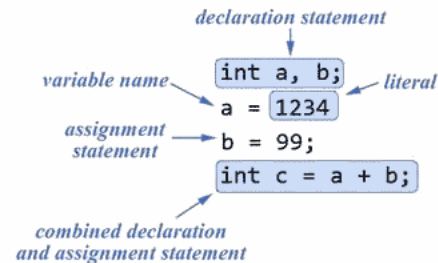 declaration statement
int a, b;
variable name
literal
a = 1234
assignment
statement
b = 99;
int c = a + b;
combined declaration
and assignment statement